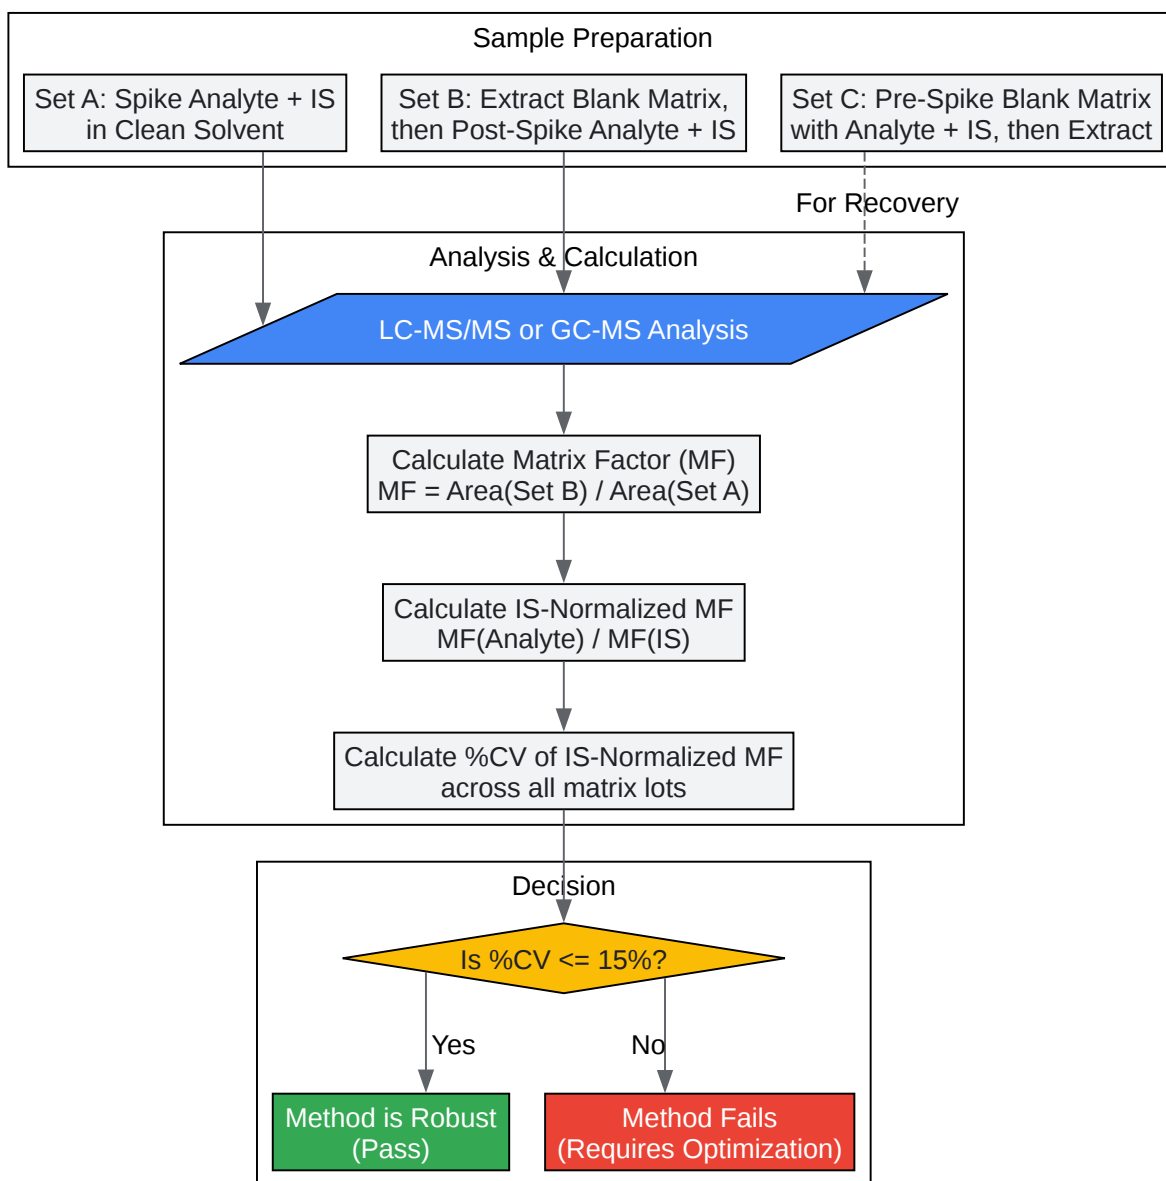 Sample Preparation
Set A: Spike Analyte + IS
in Clean Solvent
Set B: Extract Blank Matrix,
then Post-Spike Analyte + IS
Set C: Pre-Spike Blank Matrix
with Analyte + IS, then Extract
For Recovery
Analysis & Calculation
LC-MS/MS or GC-MS Analysis
Calculate Matrix Factor (MF)
MF = Area(Set B) / Area(Set A)
Calculate IS-Normalized MF
MF(Analyte) / MF(IS)
Calculate %CV of IS-Normalized MF
across all matrix lots
Decision
Is %CV <= 15%?
Yes
No
Method is Robust
(Pass)
Method Fails
(Requires Optimization)